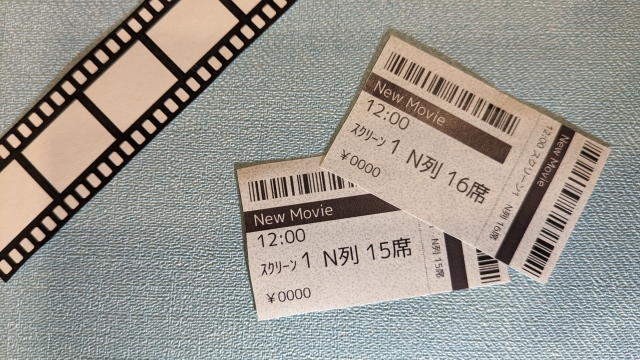 New Movie
12:00
ｽｸﾘｰﾝ 1 N列 16席
￥0000
New Movie
12:00 スクリーン1 N列 16席
New Movie
12:00
ｽｸﾘｰﾝ 1 N列 15席
￥0000
N列 15席